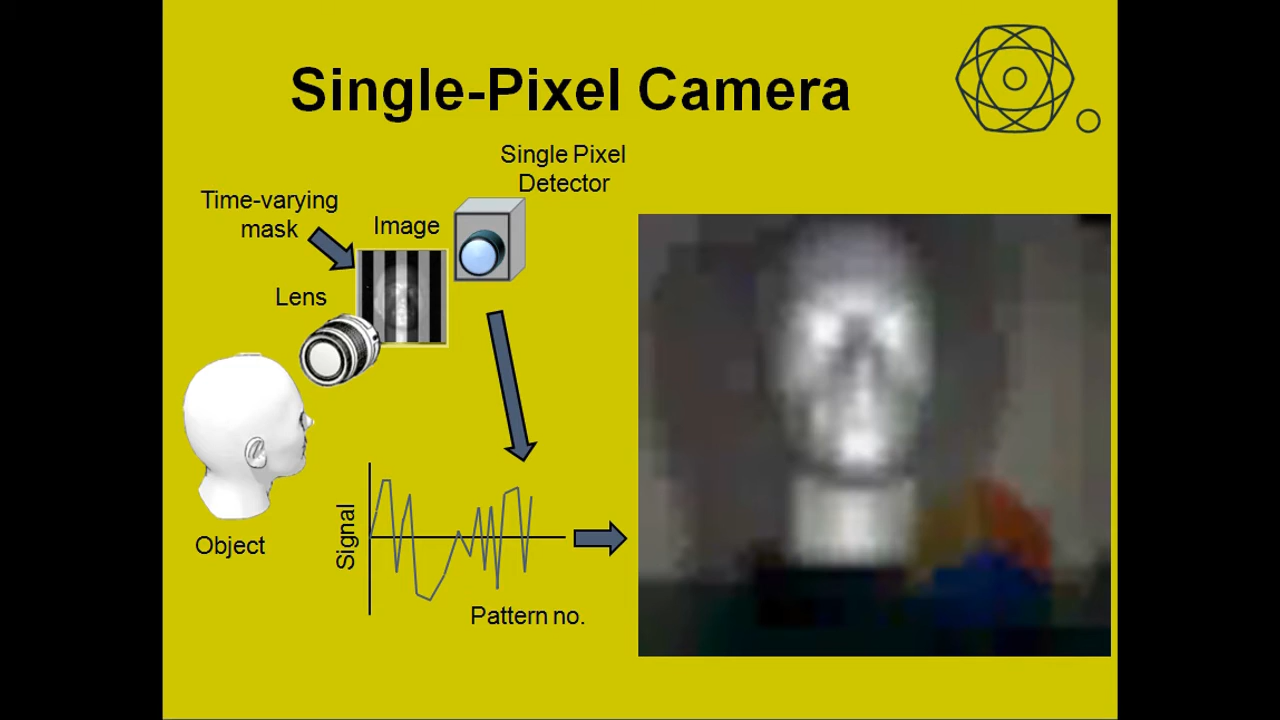 Single-Pixel Camera
Single Pixel
Detector
Time-varying
mask
Image
Lens
Object
Signal
Pattern no.